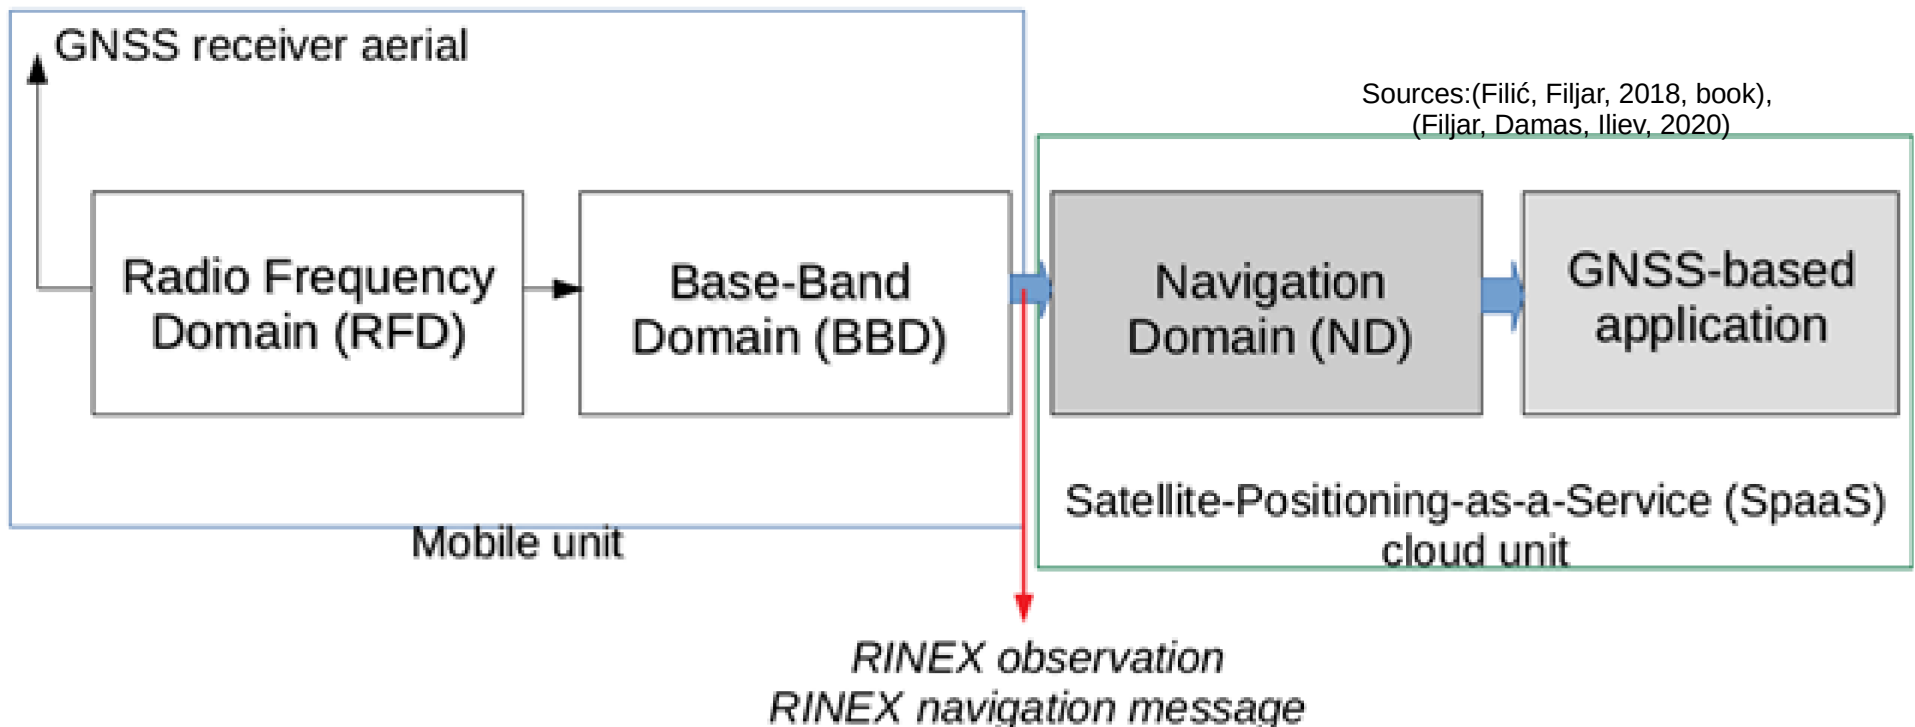 GNSS receiver aerial
Sources:(Filić, Filjar, 2018, book),
(Filjar, Damas, Iliev, 2020)
Radio Frequency
Domain (RFD)
Base-Band
Domain (BBD)
Navigation
Domain (ND)
GNSS-based
application
Mobile unit
Satellite-Positioning-as-a-Service (SpaaS)
cloud unit
RINEX observation
RINEX navigation message